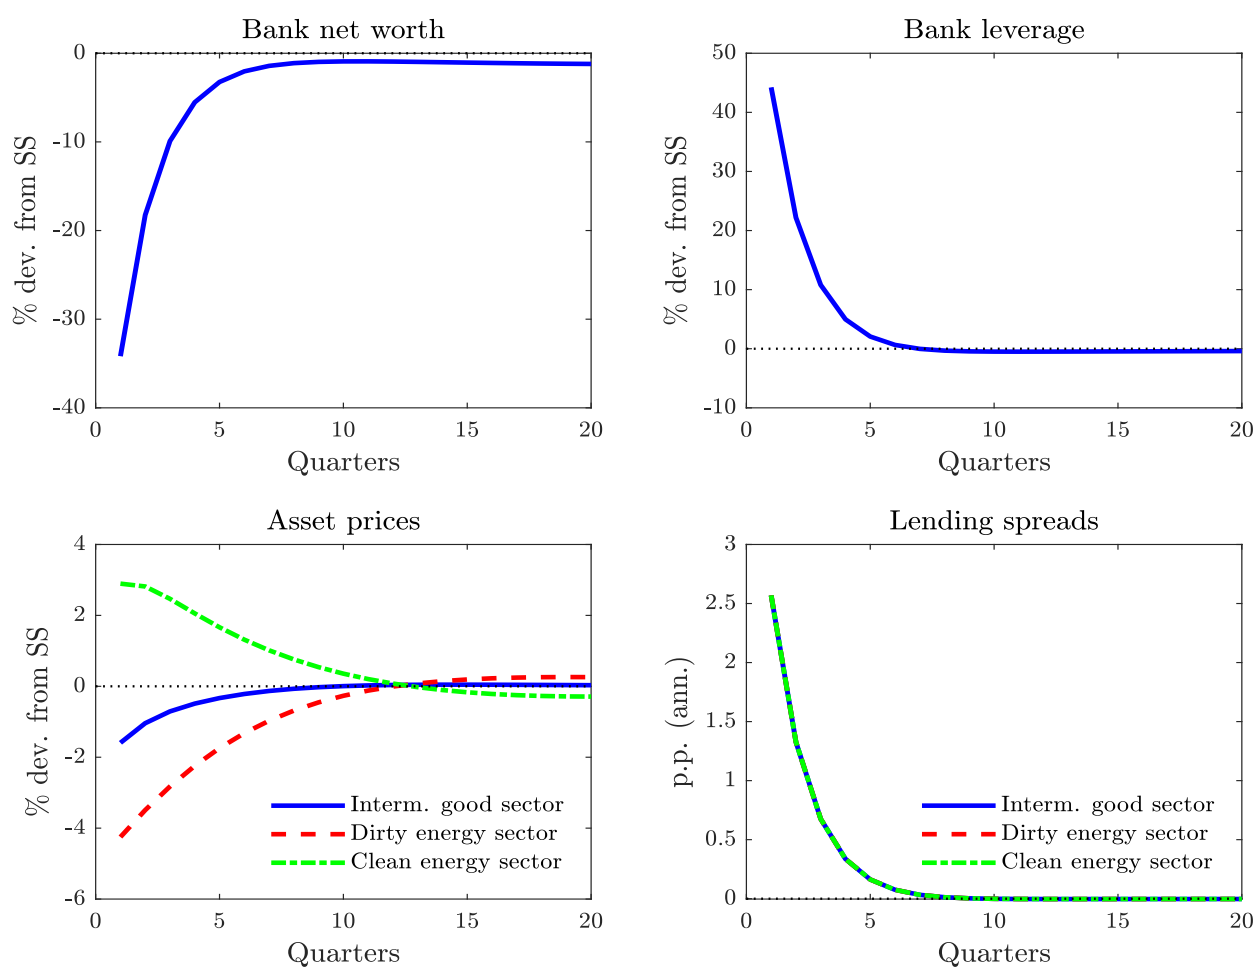 Bank net worth
0
-10
-20
-30
-40
% dev. from SS
0
5
10
15
20
Quarters
Bank leverage
50
40
30
20
10
0
-10
% dev. from SS
0
5
10
15
20
Quarters
Asset prices
4
2
0
-2
-4
-6
% dev. from SS
Interm. good sector
Dirty energy sector
Clean energy sector
0
5
10
15
20
Quarters
Lending spreads
3
2.5
2
1.5
1
0.5
0
p.p. (ann.)
Interm. good sector
Dirty energy sector
Clean energy sector
0
5
10
15
20
Quarters